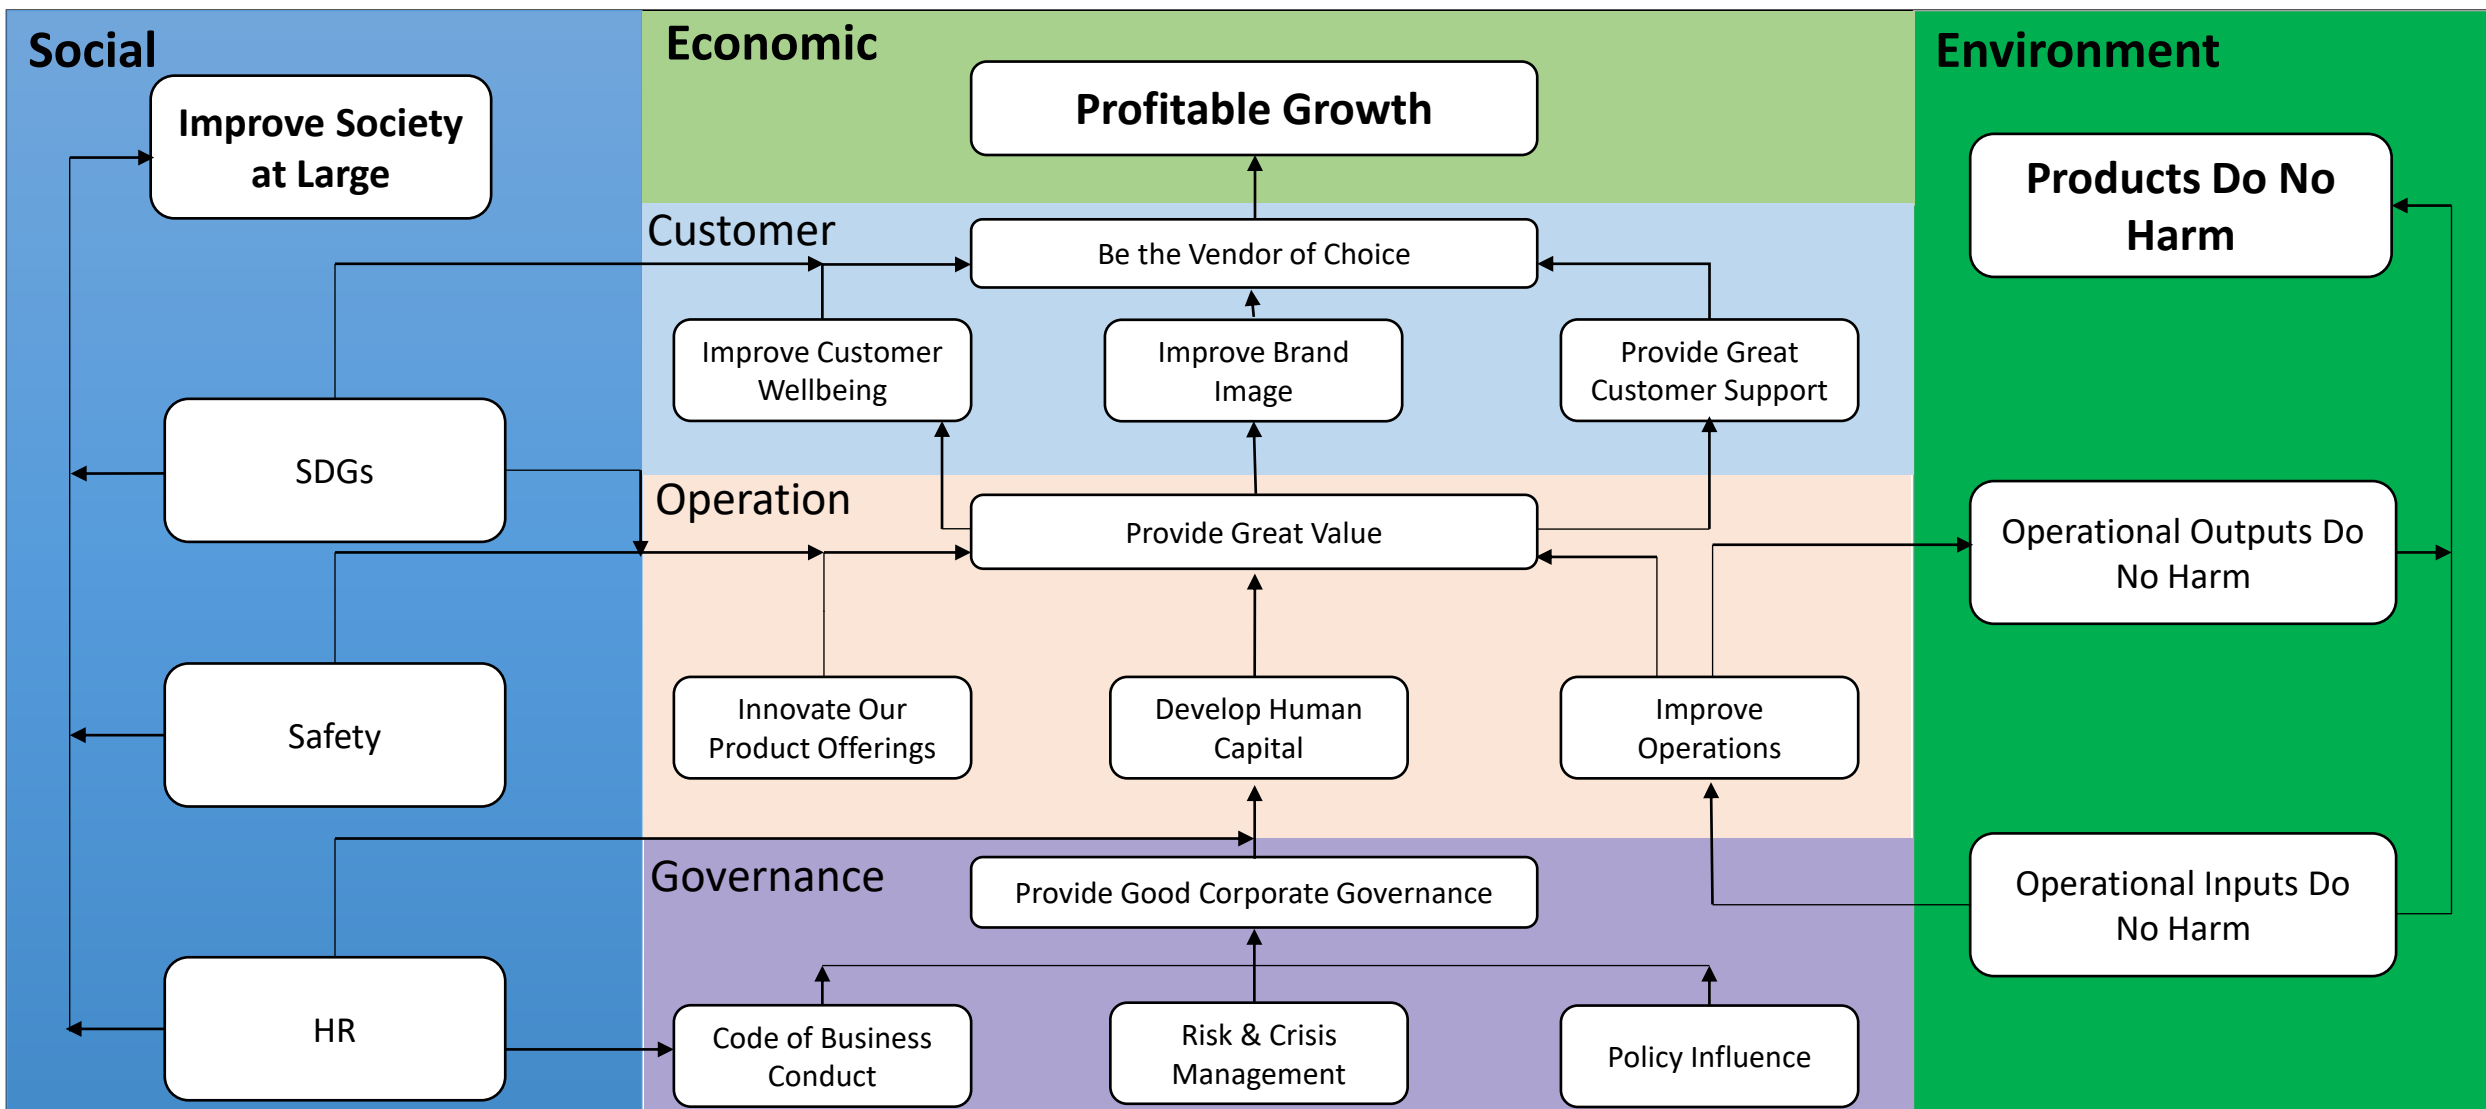 Social
Improve Society
at Large
SDGs
Safety
HR
Economic
Profitable Growth
Customer
Be the Vendor of Choice
Improve Customer
Wellbeing
Improve Brand
Image
Provide Great
Customer Support
Operation
Provide Great Value
Innovate Our
Product Offerings
Develop Human
Capital
Improve
Operations
Governance
Provide Good Corporate Governance
Code of Business
Conduct
Risk & Crisis
Management
Policy Influence
Environment
Products Do No
Harm
Operational Outputs Do
No Harm
Operational Inputs Do
No Harm